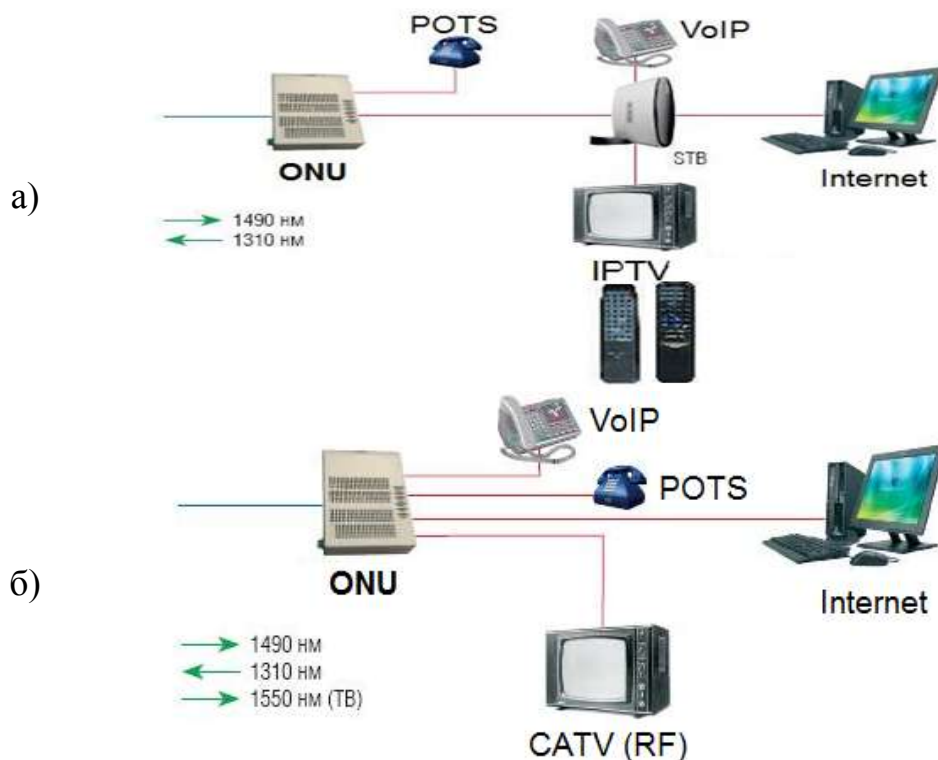 POTS
VoIP
ONU
STB
Internet
а)
1490 нм
1310 нм
IPTV
VoIP
POTS
ONU
Internet
б)
1490 нм
1310 нм
1550 нм (ТВ)
CATV (RF)